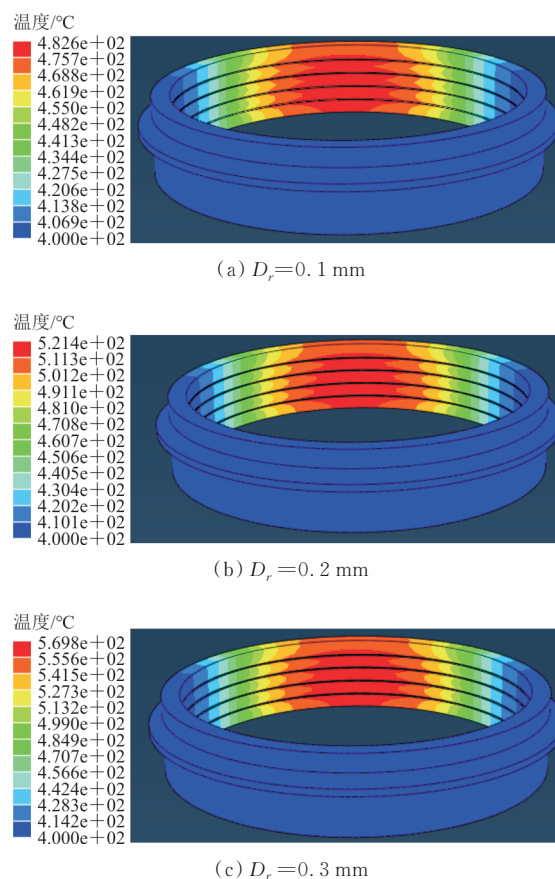 温度/℃
4.826e+02
4.757e+02
4.688e+02
4.619e+02
4.550e+02
4.482e+02
4.413e+02
4.344e+02
4.275e+02
4.206e+02
4.138e+02
4.069e+02
4.000e+02
(a) Dr=0.1 mm
温度/℃
5.214e+02
5.113e+02
5.012e+02
4.911e+02
4.810e+02
4.708e+02
4.607e+02
4.506e+02
4.405e+02
4.304e+02
4.202e+02
4.101e+02
4.000e+02
(b) Dr=0.2 mm
温度/℃
5.698e+02
5.556e+02
5.415e+02
5.273e+02
5.132e+02
4.990e+02
4.849e+02
4.707e+02
4.566e+02
4.424e+02
4.283e+02
4.142e+02
4.000e+02
(c) Dr=0.3 mm